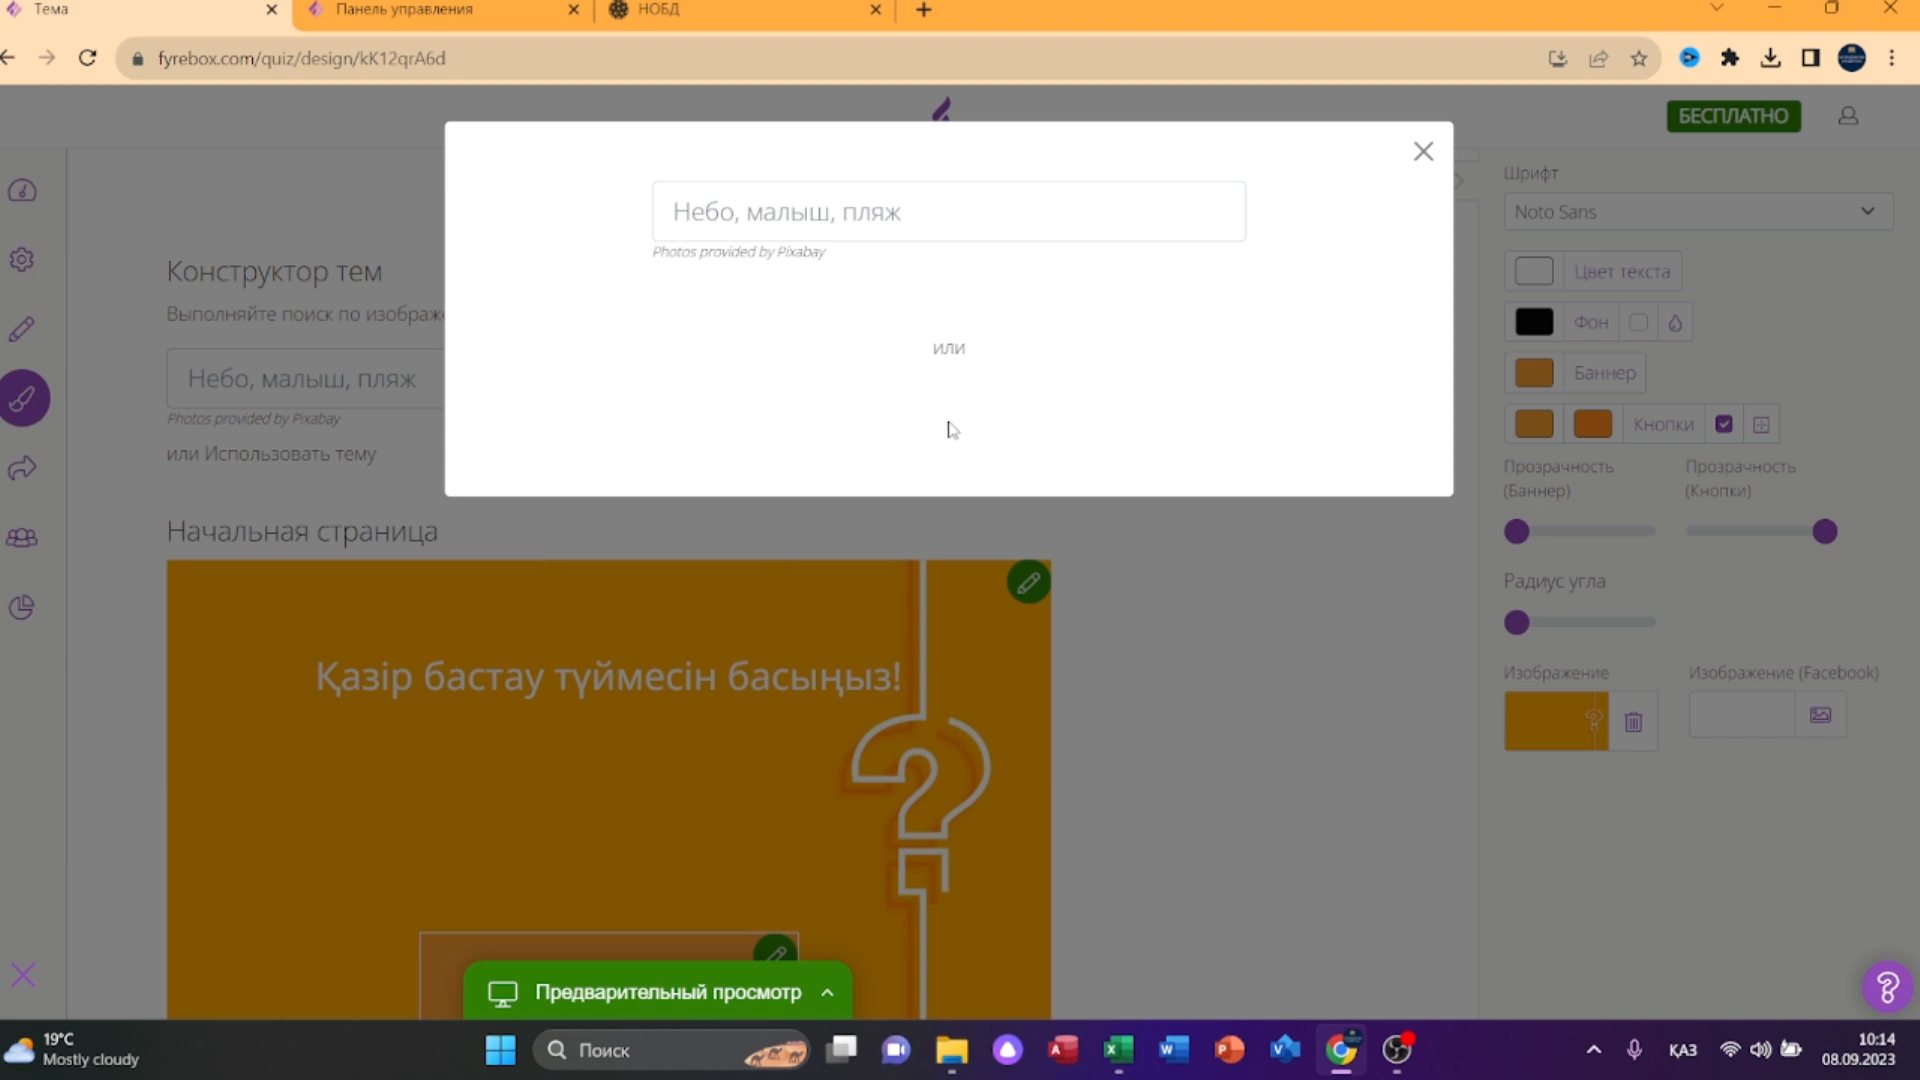 Тема
Панель управления
НОБД
fyrebox.com/quiz/design/kK12qrA6d
БЕСПЛАТНО
Небо, малыш, пляж
Photos provided by Pixabay
или
Конструктор тем
Выполняйте поиск по изображ
Небо, малыш, пляж
Photos provided by Pixabay
или Использовать тему
Начальная страница
Қазір бастау түймесін басыңыз!
Предварительный просмотр
Шрифт
Noto Sans
Цвет текста
Фон
Баннер
Кнопки
Прозрачность (Баннер)
Прозрачность (Кнопки)
Радиус угла
Изображение
Изображение (Facebook)
19°C
Mostly cloudy
Поиск
ҚАЗ
10:14
08.09.2023